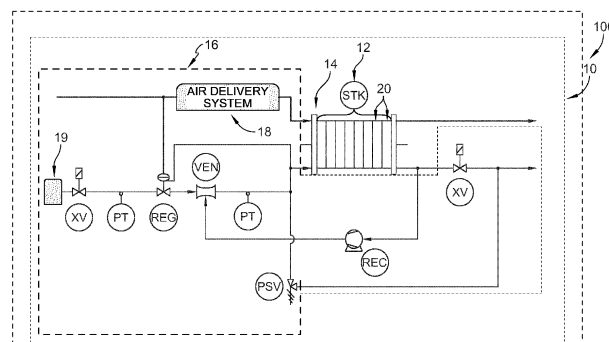 100
10
16
12
14
STK
20
AIR DELIVERY
SYSTEM
18
19
VEN
XV
PT
REG
PT
XV
REC
PSV